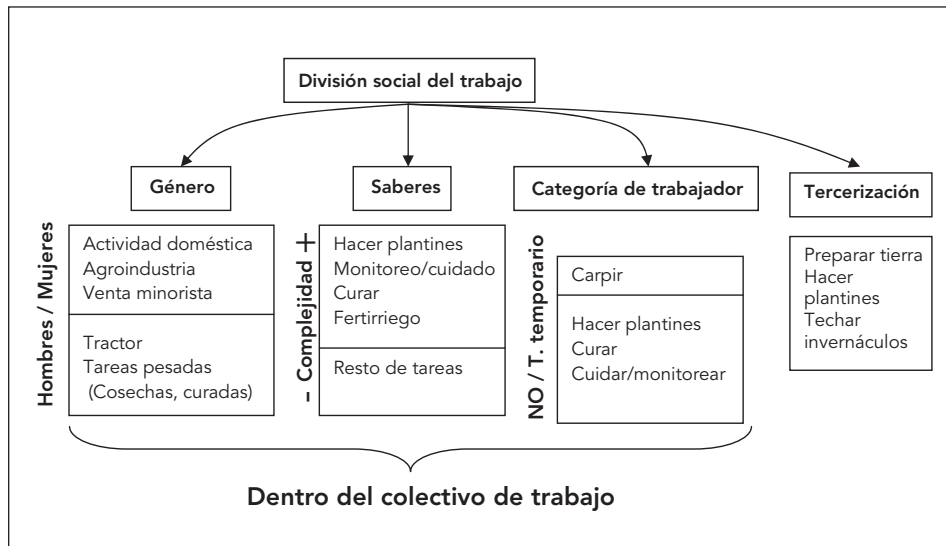 División social del trabajo
Género
Saberes
Categoría de trabajador
Tercerización
Hombres / Mujeres
Actividad doméstica
Agroindustria
Venta minorista
Tractor
Tareas pesadas
(Cosechas, curadas)
– Complejidad +
Hacer plantines
Monitoreo/cuidado
Curar
Fertirriego
Resto de tareas
NO / T. temporario
Carpir
Hacer plantines
Curar
Cuidar/monitorear
Preparar tierra
Hacer
plantines
Techar
invernáculos
Dentro del colectivo de trabajo